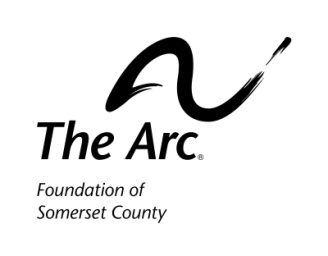 The Arc®
Foundation of
Somerset County